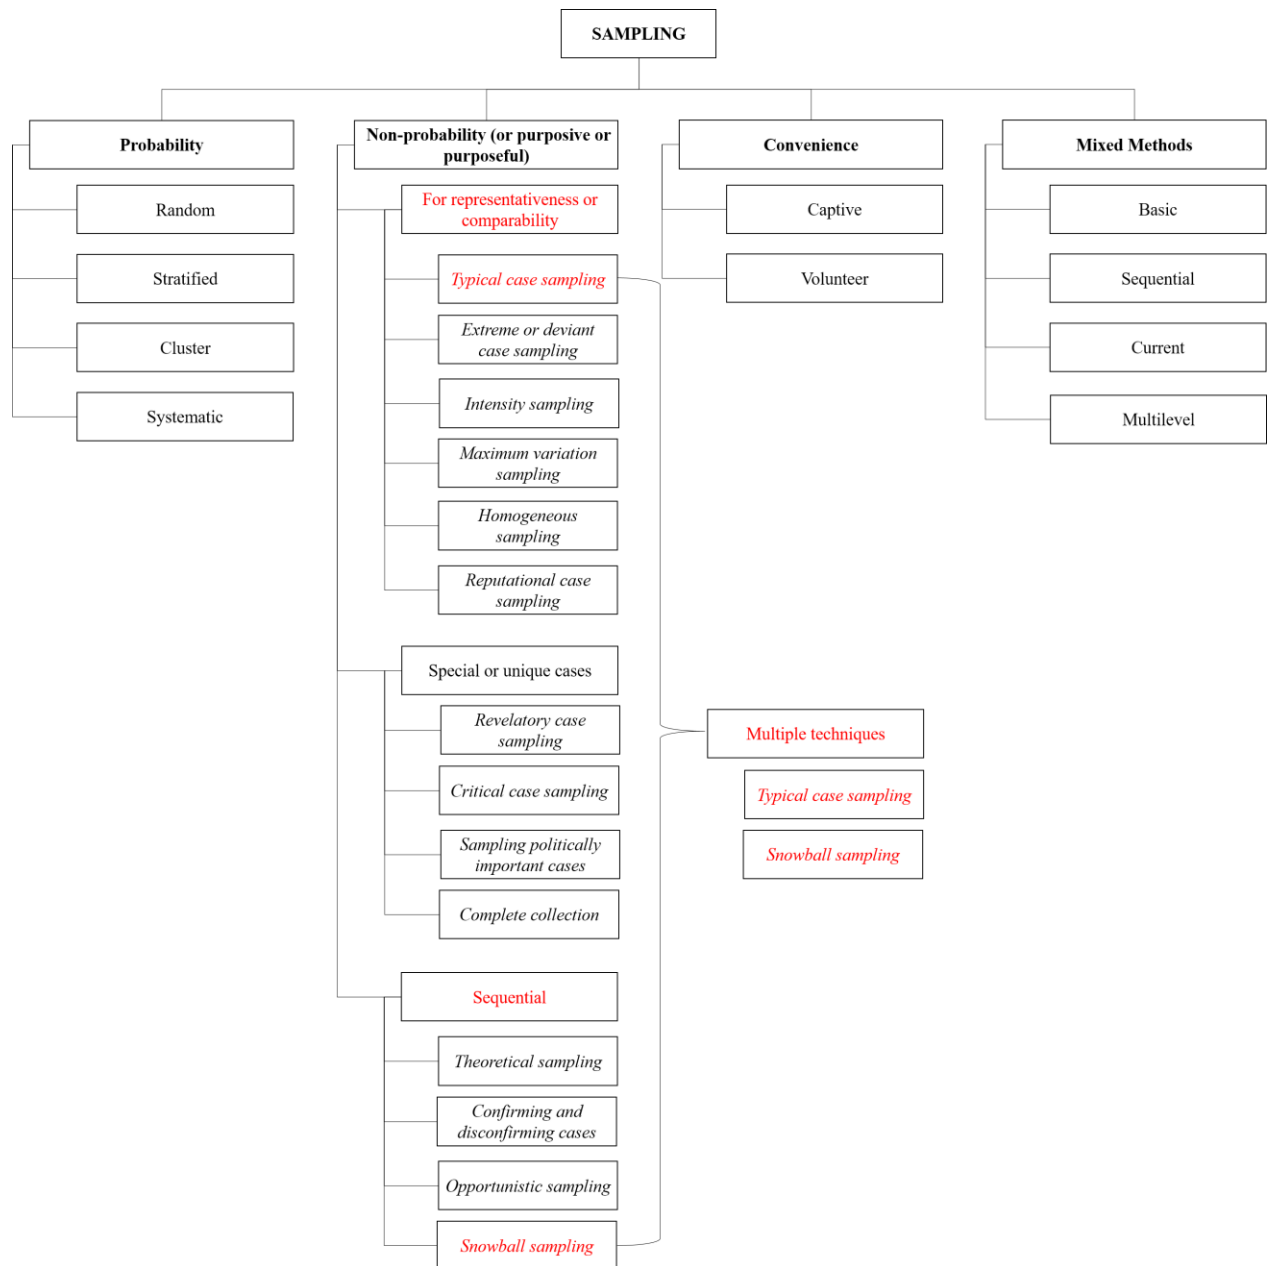 SAMPLING
Probability
Random
Stratified
Cluster
Systematic
Non-probability (or purposive or
purposeful)
For representativeness or
comparability
Typical case sampling
Extreme or deviant
case sampling
Intensity sampling
Maximum variation
sampling
Homogeneous
sampling
Reputational case
sampling
Special or unique cases
Revelatory case
sampling
Critical case sampling
Sampling politically
important cases
Complete collection
Sequential
Theoretical sampling
Confirming and
disconfirming cases
Opportunistic sampling
Snowball sampling
Multiple techniques
Typical case sampling
Snowball sampling
Convenience
Captive
Volunteer
Mixed Methods
Basic
Sequential
Current
Multilevel